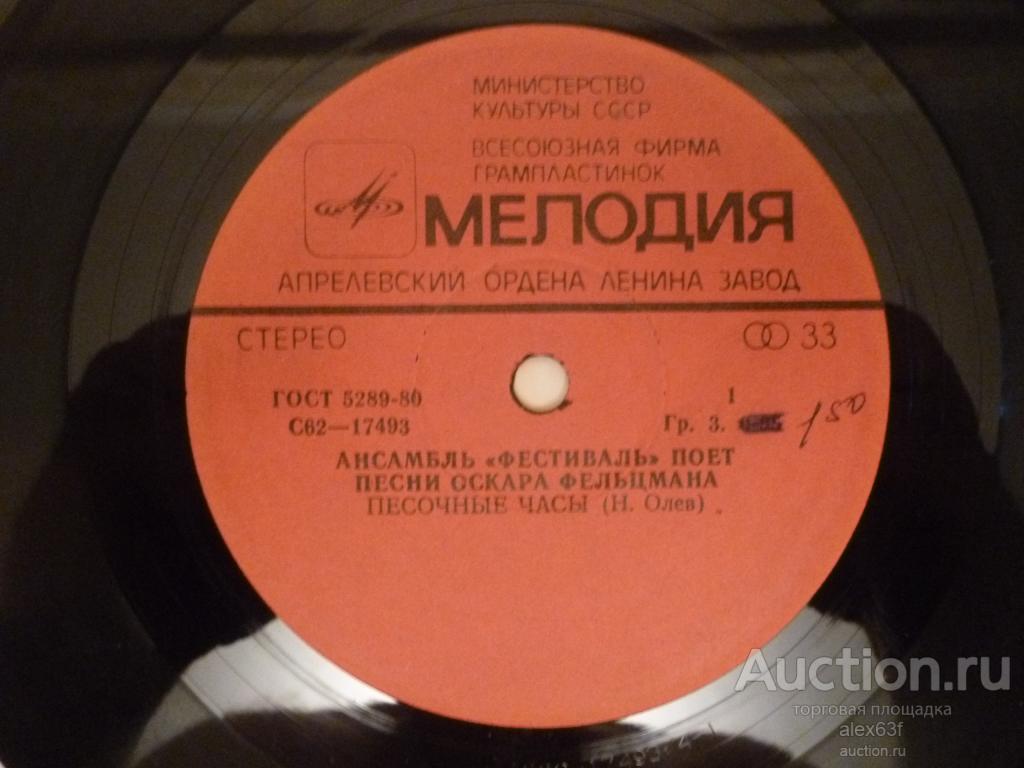 МИНИСТЕРСТВО
КУЛЬТУРЫ СССР
ВСЕСОЮЗНАЯ ФИРМА
ГРАМПЛАСТИНОК
МЕЛОДИЯ
АПРЕЛЕВСКИЙ ОРДЕНА ЛЕНИНА ЗАВОД
СТЕРЕО 33
ГОСТ 5289-80 1
С62—17493 Гр. 3. 1 50
АНСАМБЛЬ «ФЕСТИВАЛЬ» ПОЕТ
ПЕСНИ ОСКАРА ФЕЛЬЦМАНА
ПЕСОЧНЫЕ ЧАСЫ (Н. Олев)
Auction.ru
торговая площадка
alex63f
auction.ru